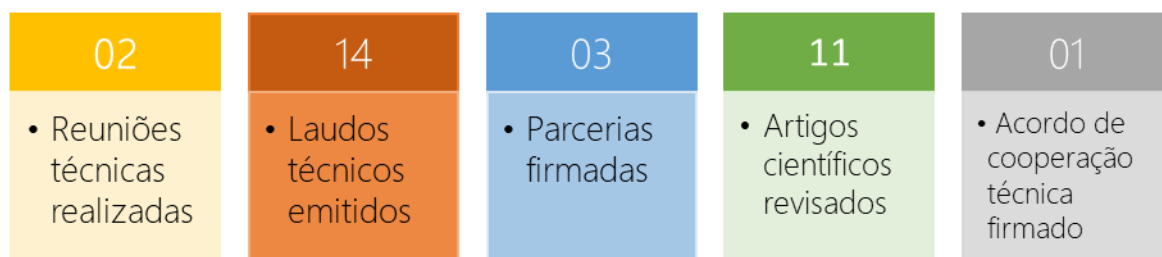 02
• Reuniões
técnicas
realizadas
14
• Laudos
técnicos
emitidos
03
• Parcerias
firmadas
11
• Artigos
científicos
revisados
01
• Acordo de
cooperação
técnica
firmado